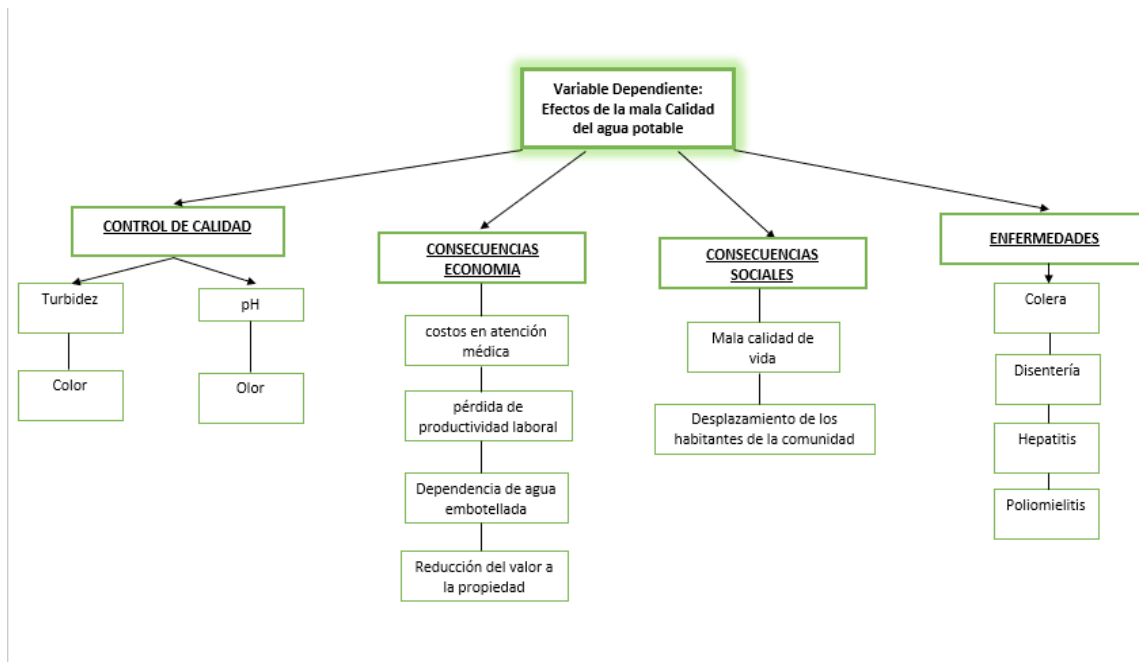 Variable Dependiente:
Efectos de la mala Calidad
del agua potable
CONTROL DE CALIDAD
Turbidez
Color
pH
Olor
CONSECUENCIAS
ECONOMIA
costos en atención
médica
pérdida de
productividad laboral
Dependencia de agua
embotellada
Reducción del valor a
la propiedad
CONSECUENCIAS
SOCIALES
Mala calidad de
vida
Desplazamiento de los
habitantes de la comunidad
ENFERMEDADES
Colera
Disentería
Hepatitis
Poliomielitis